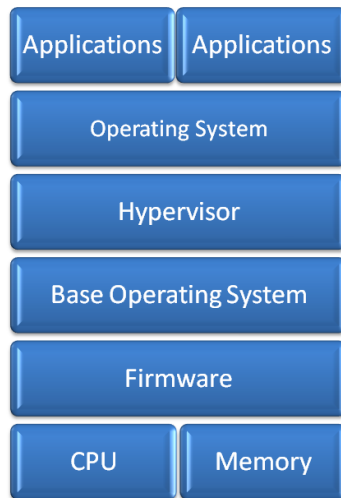 Applications Applications
Operating System
Hypervisor
Base Operating System
Firmware
CPU Memory